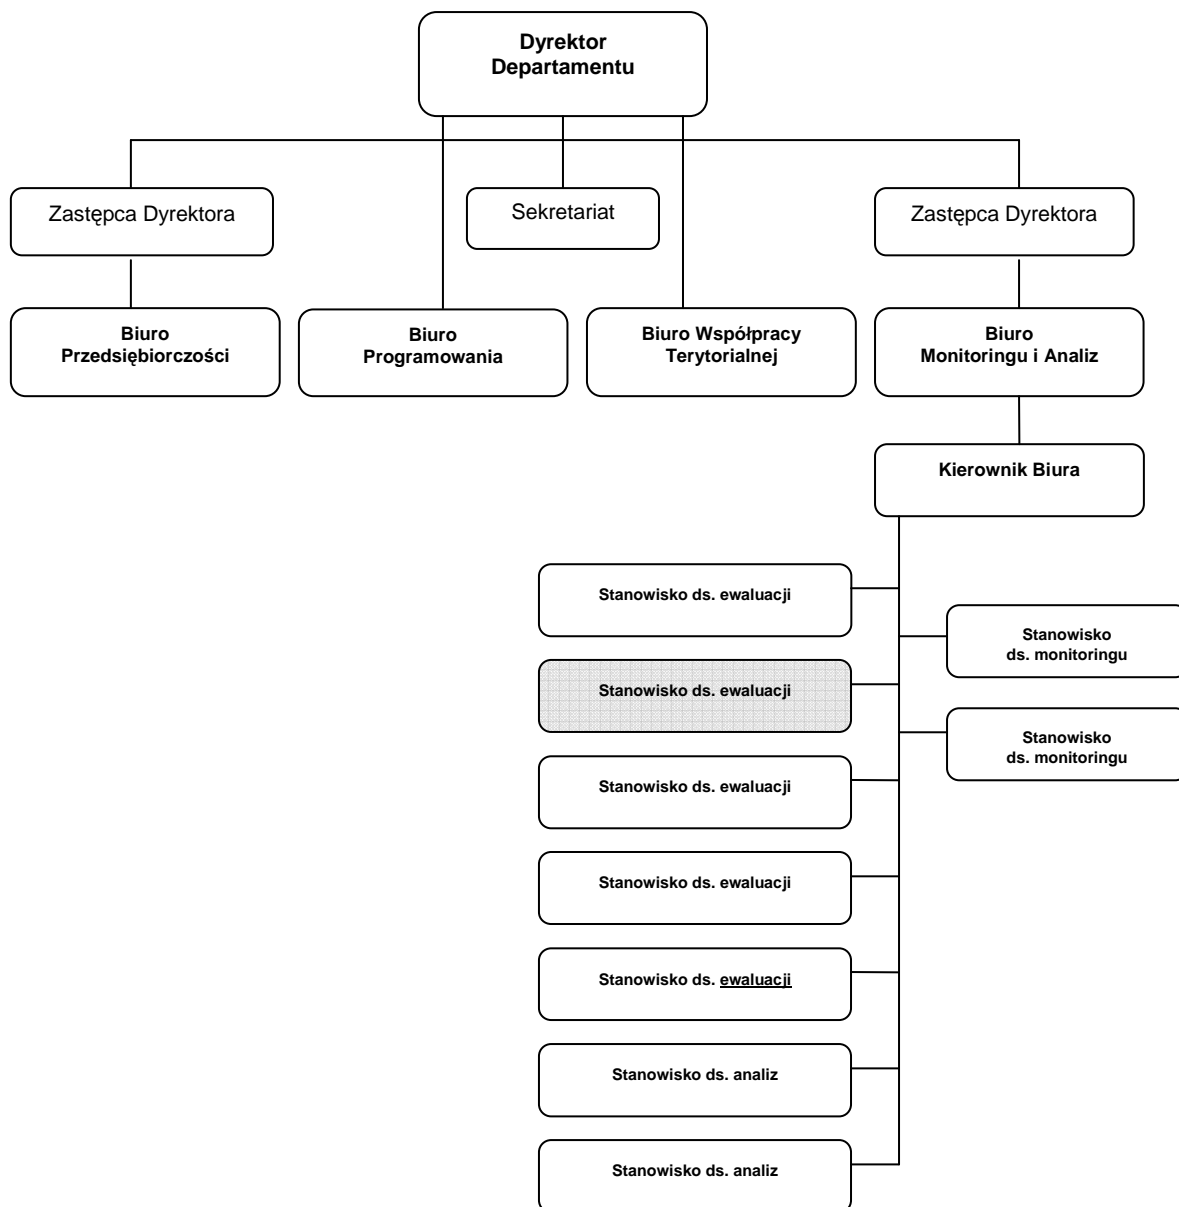 Dyrektor
Departamentu
Zastępca Dyrektora
Sekretariat
Zastępca Dyrektora
Biuro
Przedsiębiorczości
Biuro
Programowania
Biuro Współpracy
Terytorialnej
Biuro
Monitoringu i Analiz
Kierownik Biura
Stanowisko ds. ewaluacji
Stanowisko
ds. monitoringu
Stanowisko ds. ewaluacji
Stanowisko
ds. monitoringu
Stanowisko ds. ewaluacji
Stanowisko ds. ewaluacji
Stanowisko ds. ewaluacji
Stanowisko ds. analiz
Stanowisko ds. analiz